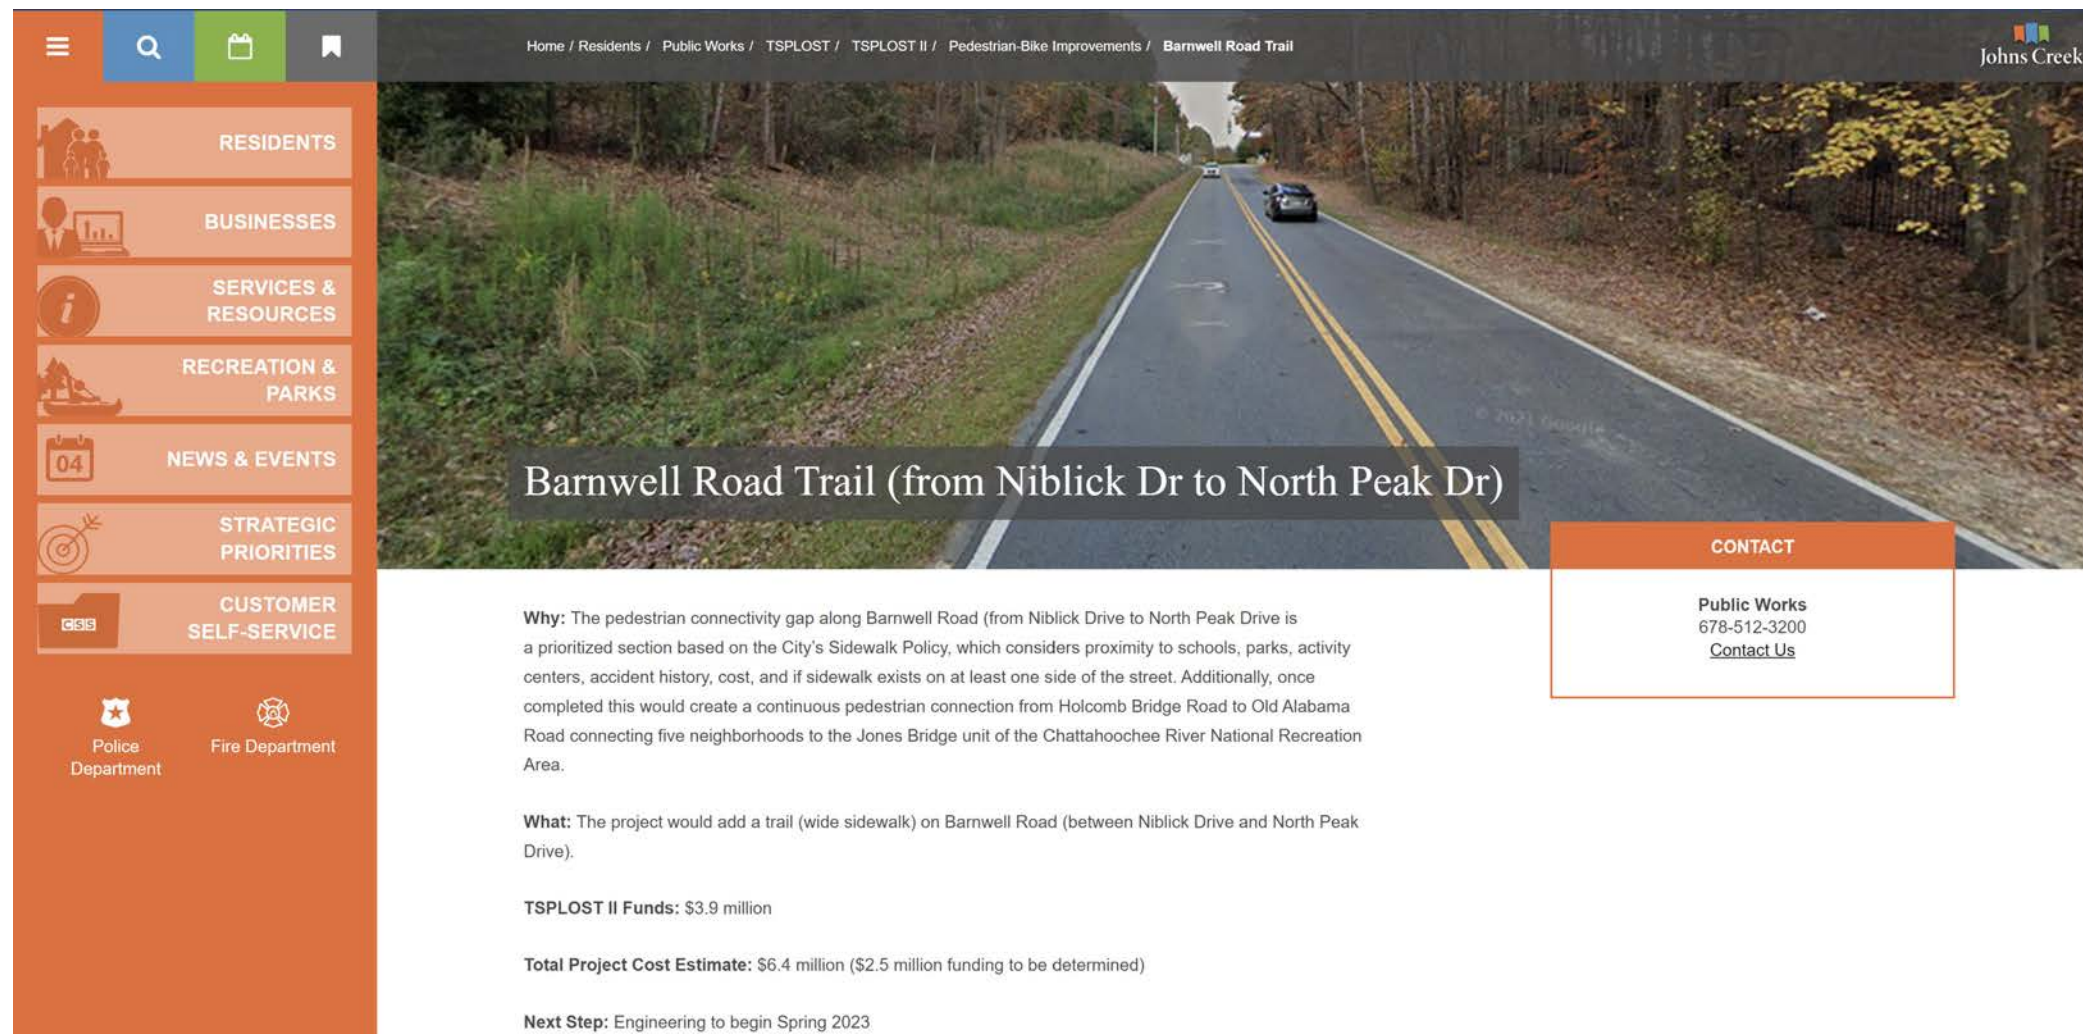 Home / Residents / Public Works / TSPLOST / TSPLOST II / Pedestrian-Bike Improvements / Barnwell Road Trail
Johns Creek
RESIDENTS
BUSINESSES
SERVICES &
RESOURCES
RECREATION &
PARKS
04
NEWS & EVENTS
STRATEGIC
PRIORITIES
CSS
CUSTOMER
SELF-SERVICE
Police
Department
Fire Department
© 2021 Google
Barnwell Road Trail (from Niblick Dr to North Peak Dr)
Why: The pedestrian connectivity gap along Barnwell Road (from Niblick Drive to North Peak Drive is
a prioritized section based on the City's Sidewalk Policy, which considers proximity to schools, parks, activity
centers, accident history, cost, and if sidewalk exists on at least one side of the street. Additionally, once
completed this would create a continuous pedestrian connection from Holcomb Bridge Road to Old Alabama
Road connecting five neighborhoods to the Jones Bridge unit of the Chattahoochee River National Recreation
Area.
What: The project would add a trail (wide sidewalk) on Barnwell Road (between Niblick Drive and North Peak
Drive).
TSPLOST II Funds: $3.9 million
Total Project Cost Estimate: $6.4 million ($2.5 million funding to be determined)
Next Step: Engineering to begin Spring 2023
CONTACT
Public Works
678-512-3200
Contact Us